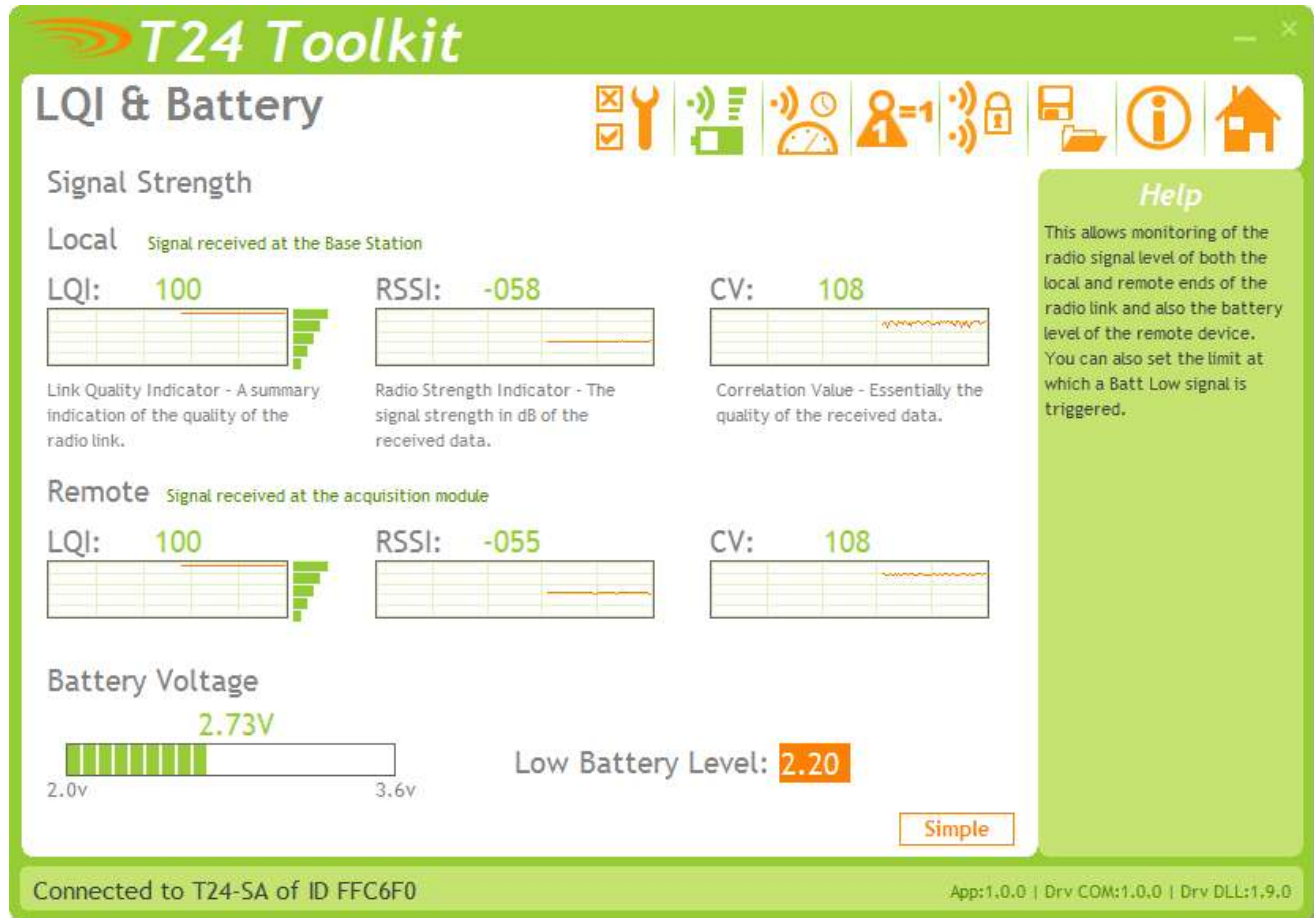 T24 Toolkit
LQI & Battery
1
=1
Signal Strength
Local Signal received at the Base Station
LQI: 100 RSSI: -058 CV: 108
Link Quality Indicator - A summary
indication of the quality of the
radio link.
Radio Strength Indicator - The
signal strength in dB of the
received data.
Correlation Value - Essentially the
quality of the received data.
Remote Signal received at the acquisition module
LQI: 100 RSSI: -055 CV: 108
Battery Voltage
2.73V
2.0v 3.6v
Low Battery Level: 2.20
Simple
Help
This allows monitoring of the
radio signal level of both the
local and remote ends of the
radio link and also the battery
level of the remote device.
You can also set the limit at
which a Batt Low signal is
triggered.
Connected to T24-SA of ID FFC6F0
App:1.0.0 | Drv COM:1.0.0 | Drv DLL:1.9.0